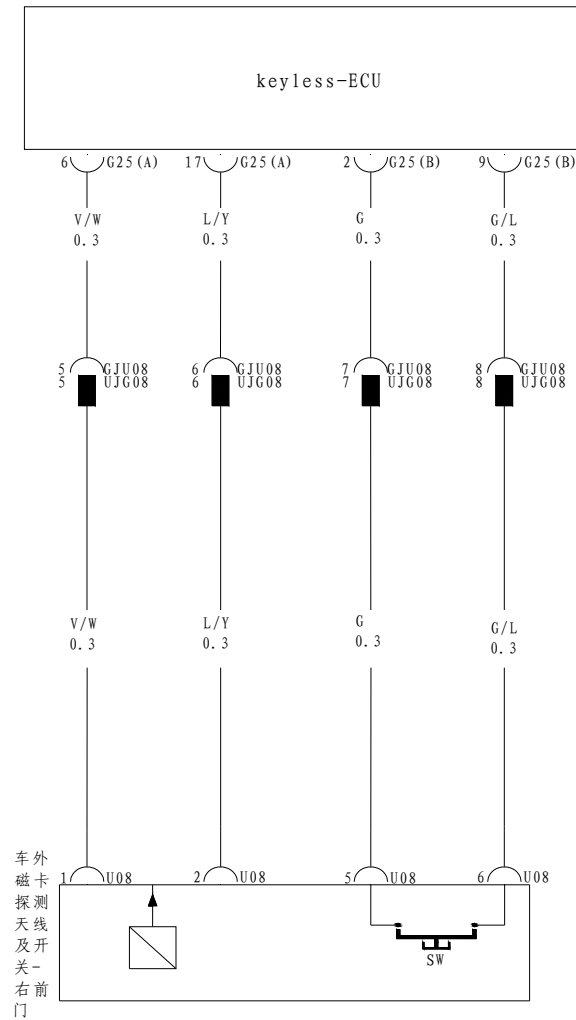 keyless-ECU
6 G25(A) 17 G25(A) 2 G25(B) 9 G25(B)
V/W L/Y G G/L
0.3 0.3 0.3 0.3
5 GJU08 6 GJU08 7 GJU08 8 GJU08
5 UJG08 6 UJG08 7 UJG08 8 UJG08
V/W L/Y G G/L
0.3 0.3 0.3 0.3
1 U08 2 U08 5 U08 6 U08
车外
磁卡
探测
天线
及开
关-
右前
门
SW